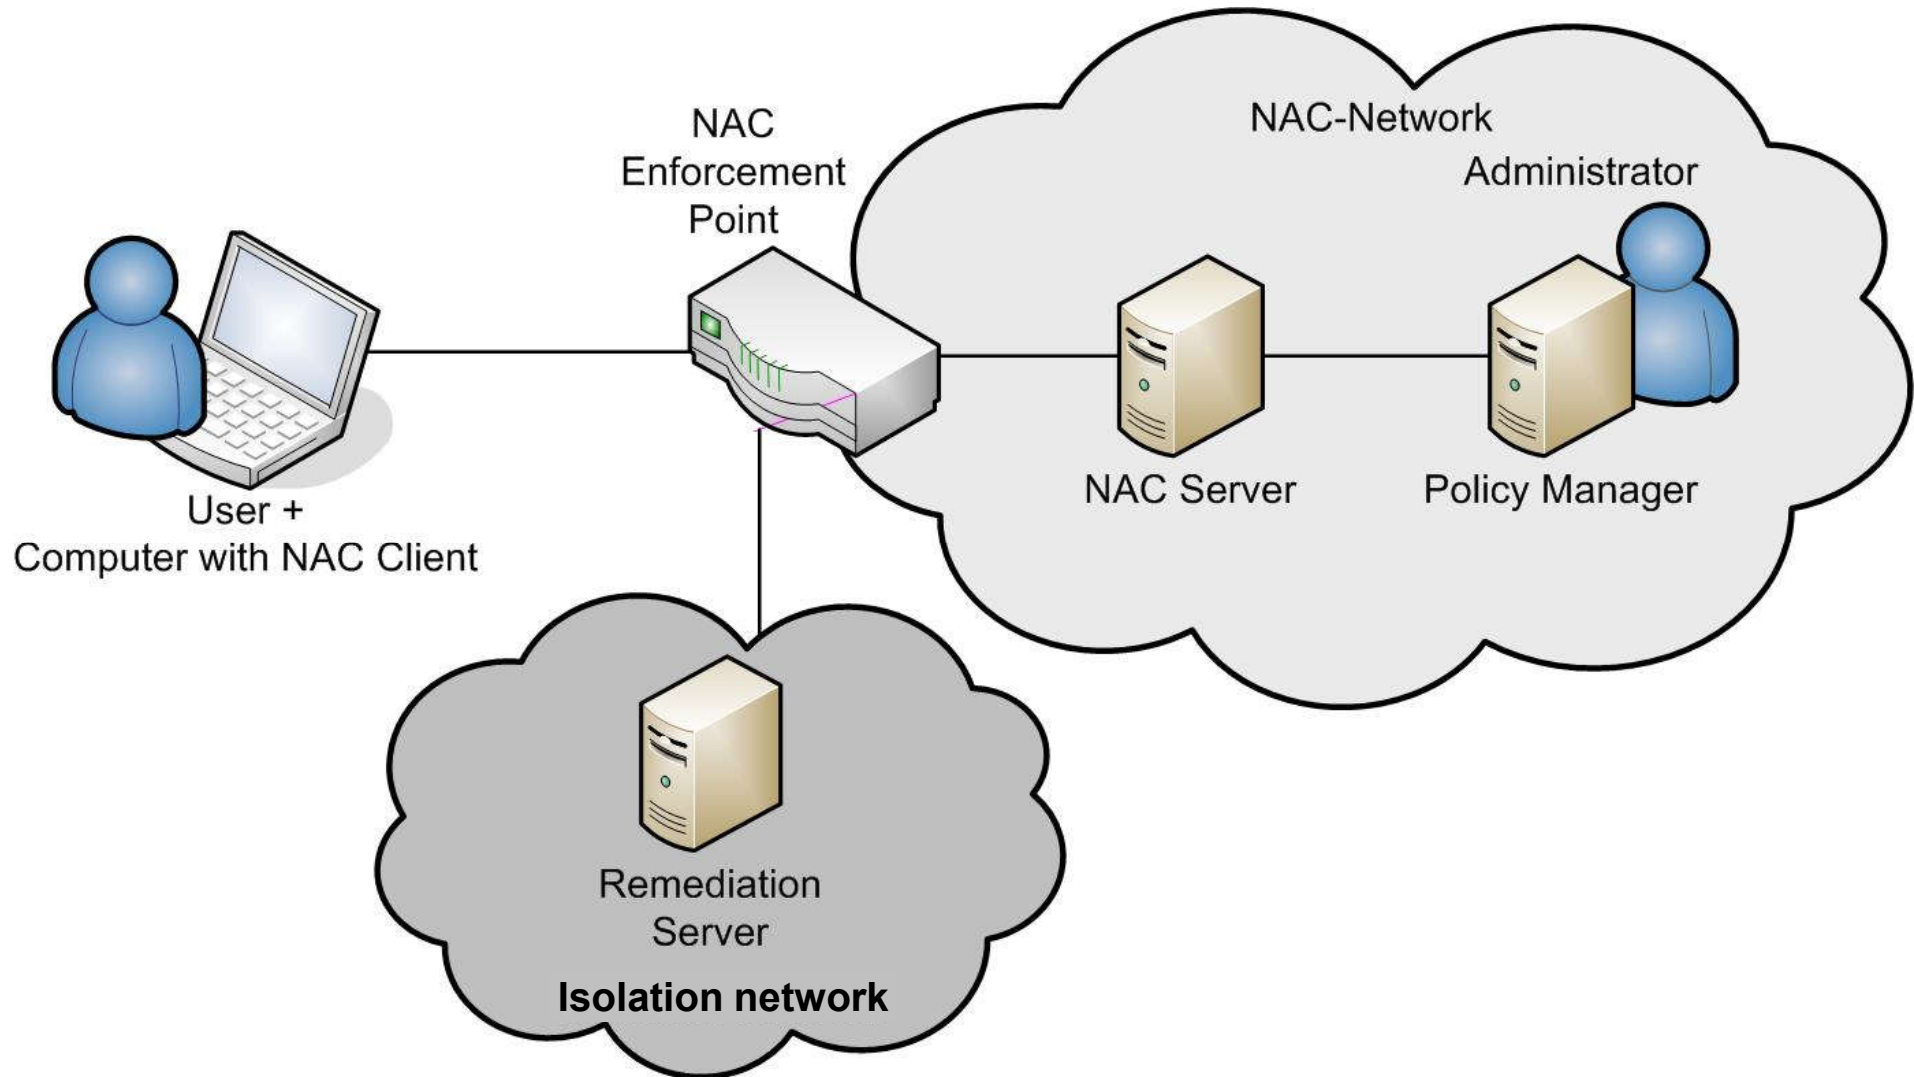 NAC
Enforcement
Point
NAC-Network
Administrator
User +
Computer with NAC Client
NAC Server
Policy Manager
Remediation
Server
Isolation network